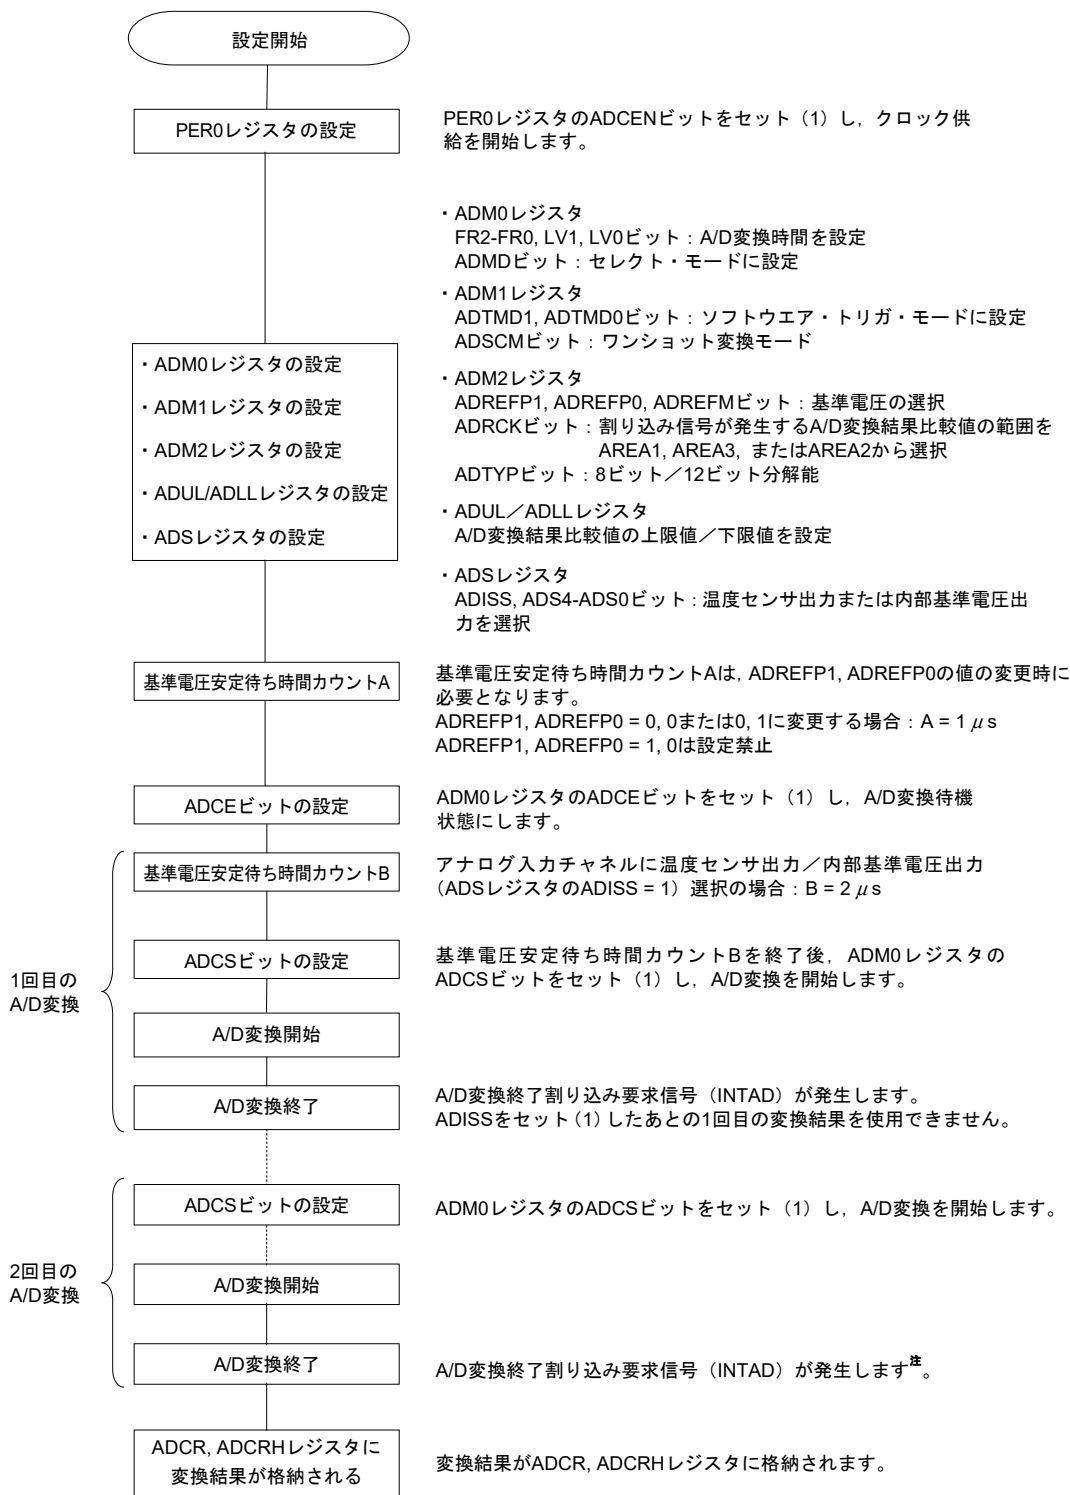 設定開始
PER0レジスタの設定
PER0レジスタのADCENビットをセット（1）し，クロック供
給を開始します。
・ADM0レジスタ
FR2-FR0, LV1, LV0ビット：A/D変換時間を設定
ADMDビット：セレクト・モードに設定
・ADM1レジスタ
ADTMD1, ADTMD0ビット：ソフトウエア・トリガ・モードに設定
ADSCMビット：ワンショット変換モード
・ADM2レジスタ
ADREFP1, ADREFP0, ADREFMビット：基準電圧の選択
ADRCKビット：割り込み信号が発生するA/D変換結果比較値の範囲を
AREA1, AREA3, またはAREA2から選択
ADTYPビット：8ビット／12ビット分解能
・ADUL／ADLLレジスタ
A/D変換結果比較値の上限値／下限値を設定
・ADSレジスタ
ADISS, ADS4-ADS0ビット：温度センサ出力または内部基準電圧出
力を選択
・ADM0レジスタの設定
・ADM1レジスタの設定
・ADM2レジスタの設定
・ADUL/ADLLレジスタの設定
・ADSレジスタの設定
基準電圧安定待ち時間カウントA
基準電圧安定待ち時間カウントAは, ADREFP1, ADREFP0の値の変更時に
必要となります。
ADREFP1, ADREFP0 = 0, 0または0, 1に変更する場合：A = 1 μs
ADREFP1, ADREFP0 = 1, 0は設定禁止
ADCEビットの設定
ADM0レジスタのADCEビットをセット（1）し，A/D変換待機
状態にします。
1回目の
A/D変換
基準電圧安定待ち時間カウントB
アナログ入力チャネルに温度センサ出力／内部基準電圧出力
（ADSレジスタのADISS = 1）選択の場合：B = 2 μs
ADCSビットの設定
基準電圧安定待ち時間カウントBを終了後，ADM0レジスタの
ADCSビットをセット（1）し，A/D変換を開始します。
A/D変換開始
A/D変換終了
A/D変換終了割り込み要求信号（INTAD）が発生します。
ADISSをセット（1）したあとの1回目の変換結果を使用できません。
2回目の
A/D変換
ADCSビットの設定
ADM0レジスタのADCSビットをセット（1）し，A/D変換を開始します。
A/D変換開始
A/D変換終了
A/D変換終了割り込み要求信号（INTAD）が発生します注。
ADCR, ADCRHレジスタに
変換結果が格納される
変換結果がADCR, ADCRHレジスタに格納されます。